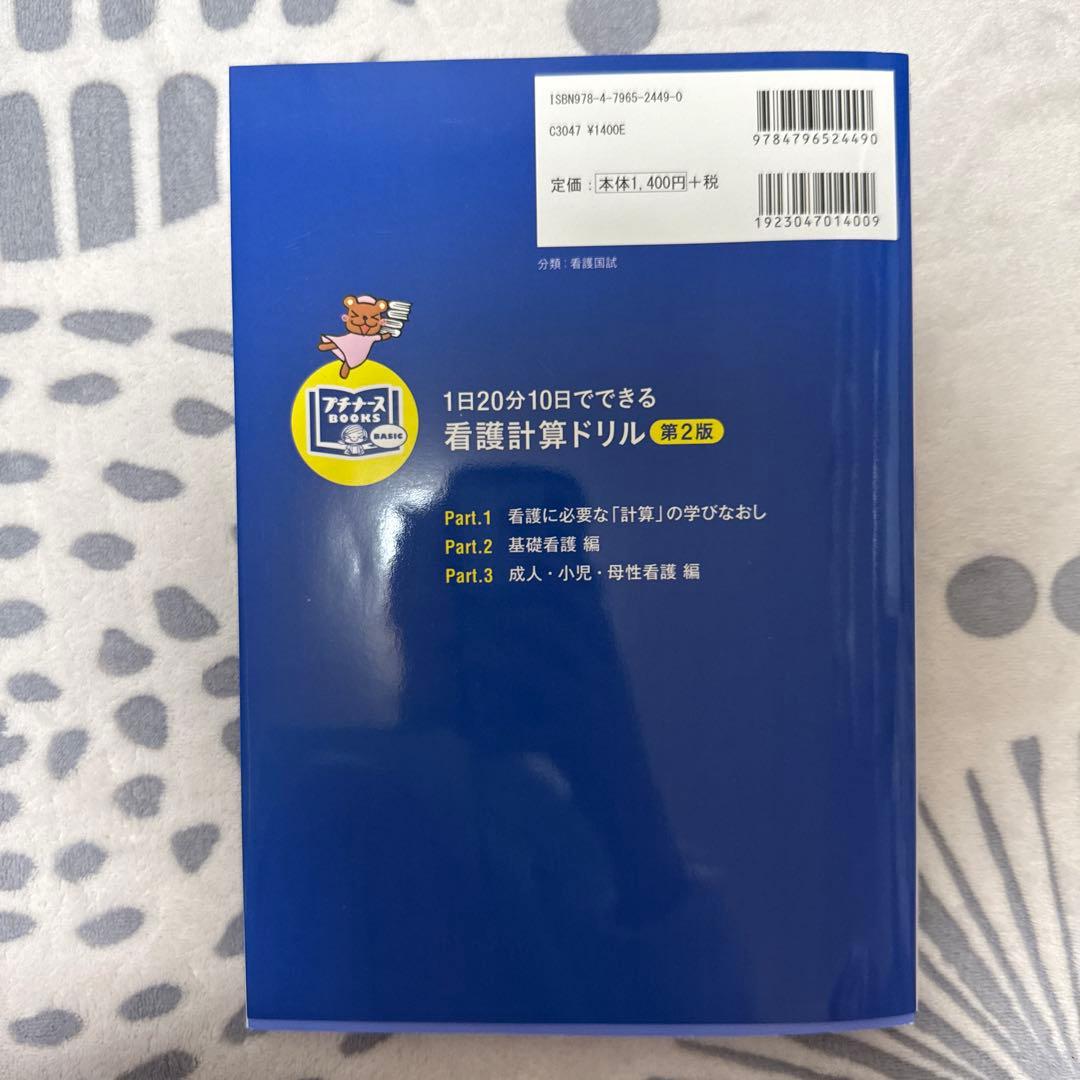 ISBN978-4-7965-2449-0
C3047 ¥1400E
定価：本体1,400円+税
9784796524490
1923047014009
分類：看護国試
プチナース
BOOKS
BASIC
1日20分10日でできる
看護計算ドリル 第2版
Part.1 看護に必要な「計算」の学びなおし
Part.2 基礎看護 編
Part.3 成人・小児・母性看護 編